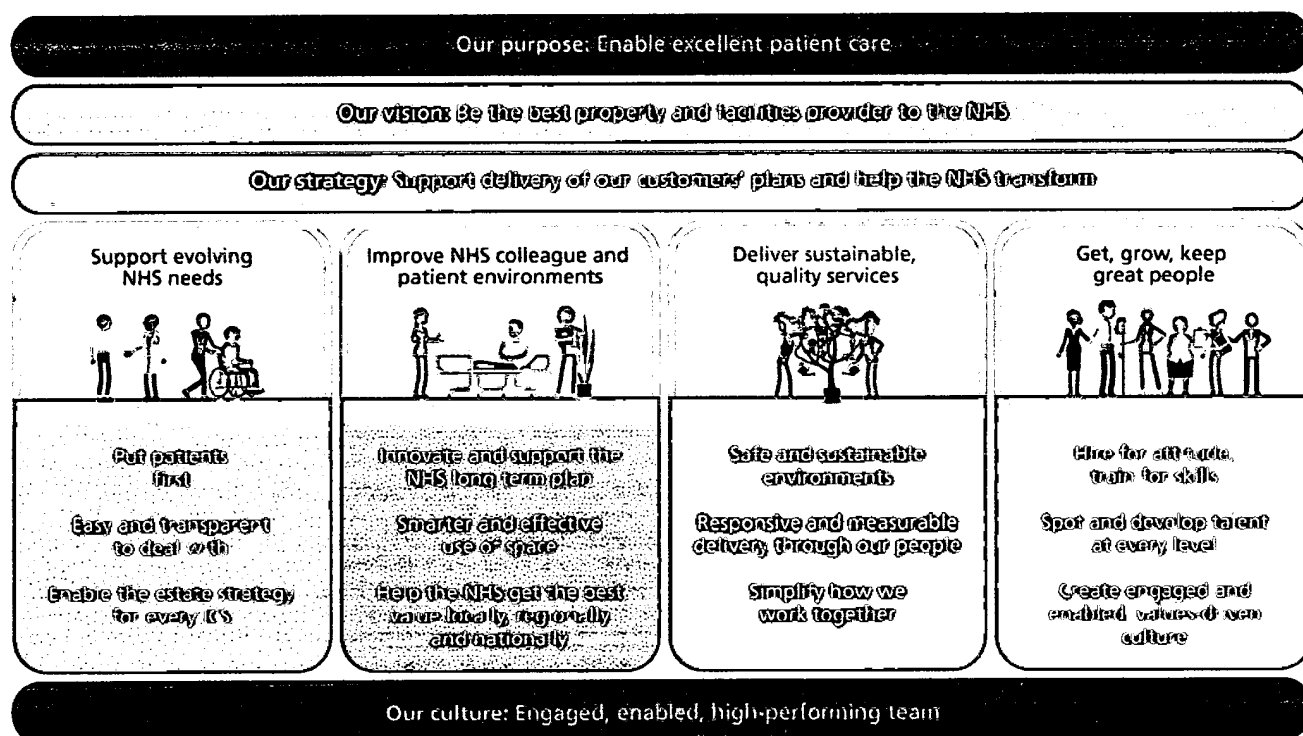 Our purpose: Enable excellent patient care
Our vision: Be the best property and facilities provider to the NHS
Our strategy: Support delivery of our customers' plans and help the NHS transform
Support evolving
NHS needs
Improve NHS colleague and
patient environments
Deliver sustainable,
quality services
Get, grow, keep
great people
Put patients
first
Easy and transparent
to deal with
Enable the estate strategy
for every ICS
Innovate and support the
NHS long term plan
Smarter and effective
use of space
Help the NHS get the best
value locally, regionally
and nationally
Safe and sustainable
environments
Responsive and measurable
delivery through our people
Simplify how we
work together
Hire for attitude,
train for skills
Spot and develop talent
at every level
Create engaged and
enabled, values-driven
culture
Our culture: Engaged, enabled, high-performing team